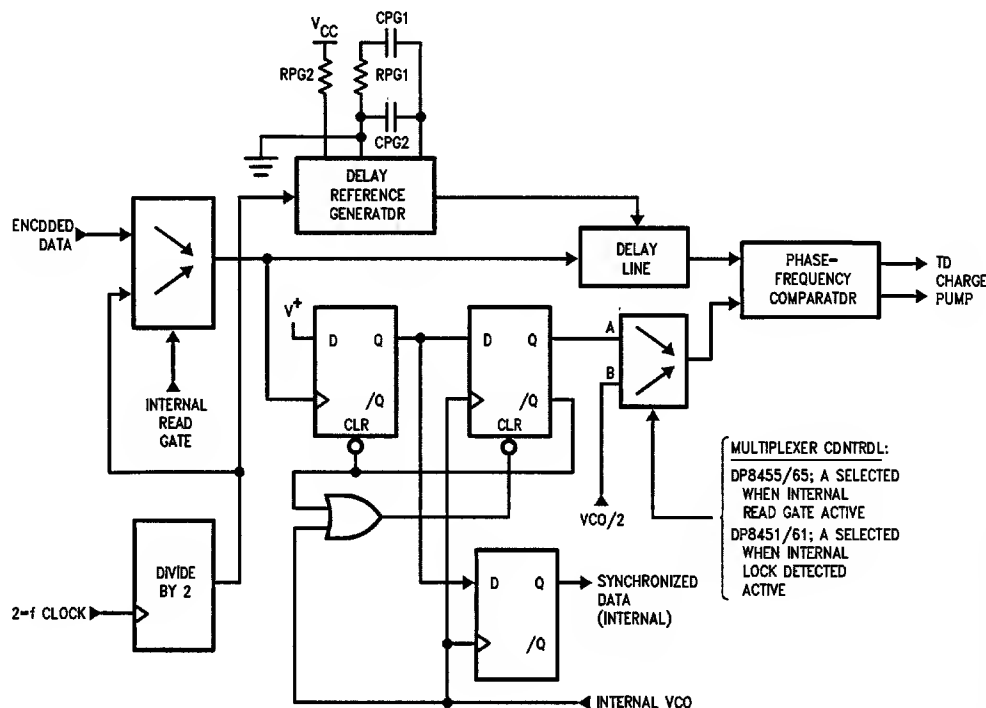 V_CC
CPG1
RPG2
RPG1
CPG2
DELAY
REFERENCE
GENERATDR
ENCDDED
DATA
DELAY
LINE
PHASE–
FREQUENCY
COMPARATDR
TD
CHARGE
PUMP
V+
D Q
/Q
CLR
D Q
/Q
CLR
A
B
INTERNAL
READ
GATE
VCO/2
MULTIPLEXER CDNTRDL:
DP8455/65; A SELECTED
WHEN INTERNAL
READ GATE ACTIVE
DP8451/61; A SELECTED
WHEN INTERNAL
LOCK DETECTED
ACTIVE
DIVIDE
BY 2
2=f CLOCK
D Q
/Q
SYNCHRONIZED
DATA
(INTERNAL)
INTERNAL VCO